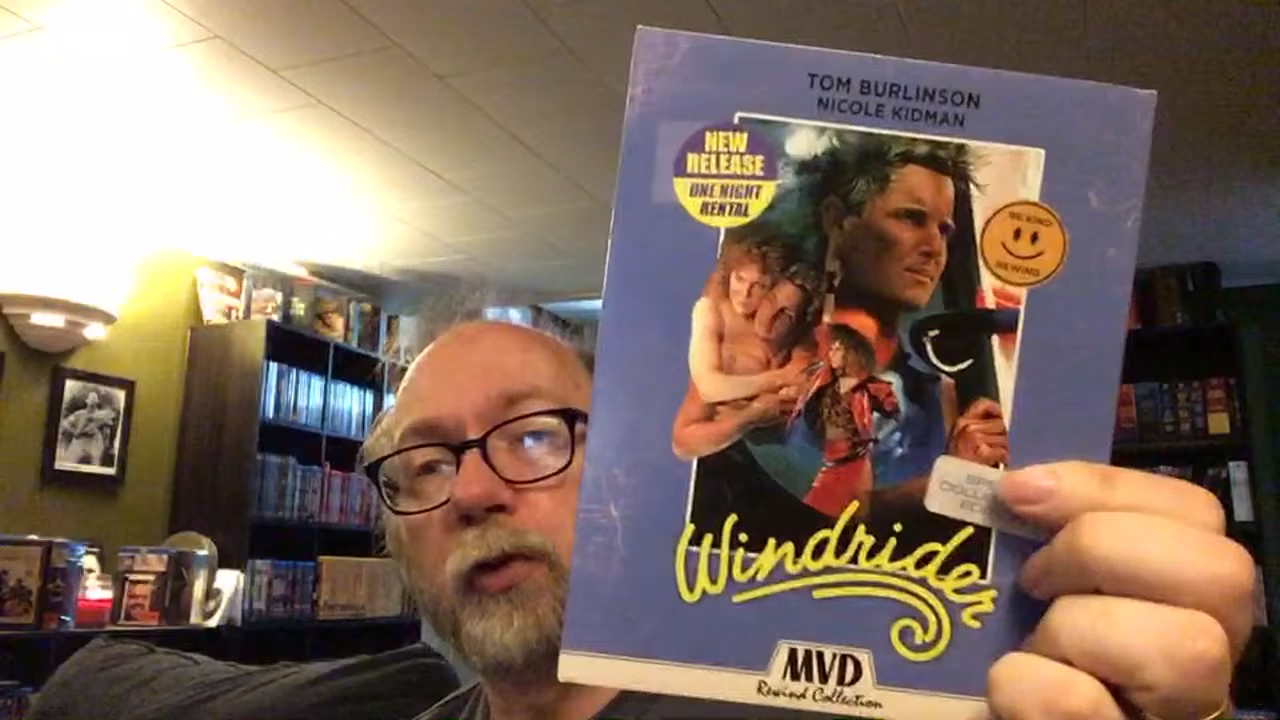 TOM BURLINSON
NICOLE KIDMAN
NEW
RELEASE
ONE NIGHT
RENTAL
BE KIND
REWIND
Windrider
MVD
Rewind Collection